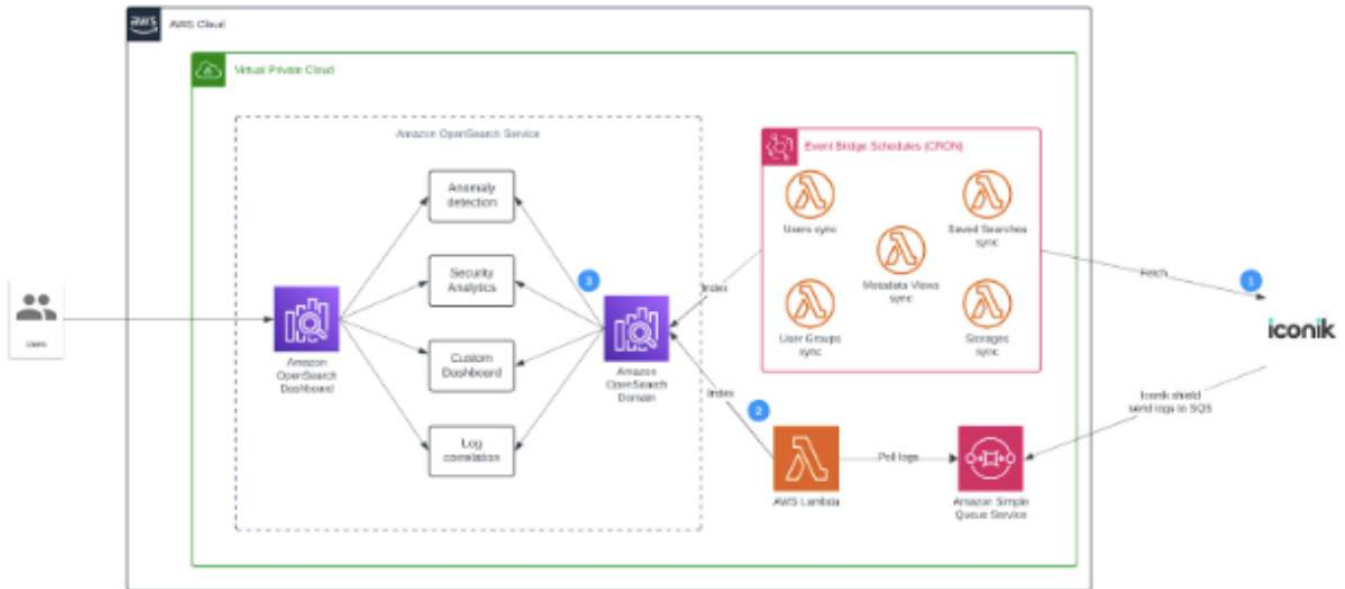 aws
AWS Cloud
Virtual Private Cloud
Amazon OpenSearch Service
Event Bridge Schedules (CRON)
Anomaly
detection
Users sync
Saved Searches
sync
Security
Analytics
3
Metadata Views
sync
Index
Fetch
1
Users
Amazon
OpenSearch
Dashboard
Custom
Dashboard
Amazon
OpenSearch
Domain
User Groups
sync
Storages
sync
iconik
Index
2
Iconik shield
send logs to SQS
Log
correlation
Poll logs
AWS Lambda
Amazon Simple
Queue Service